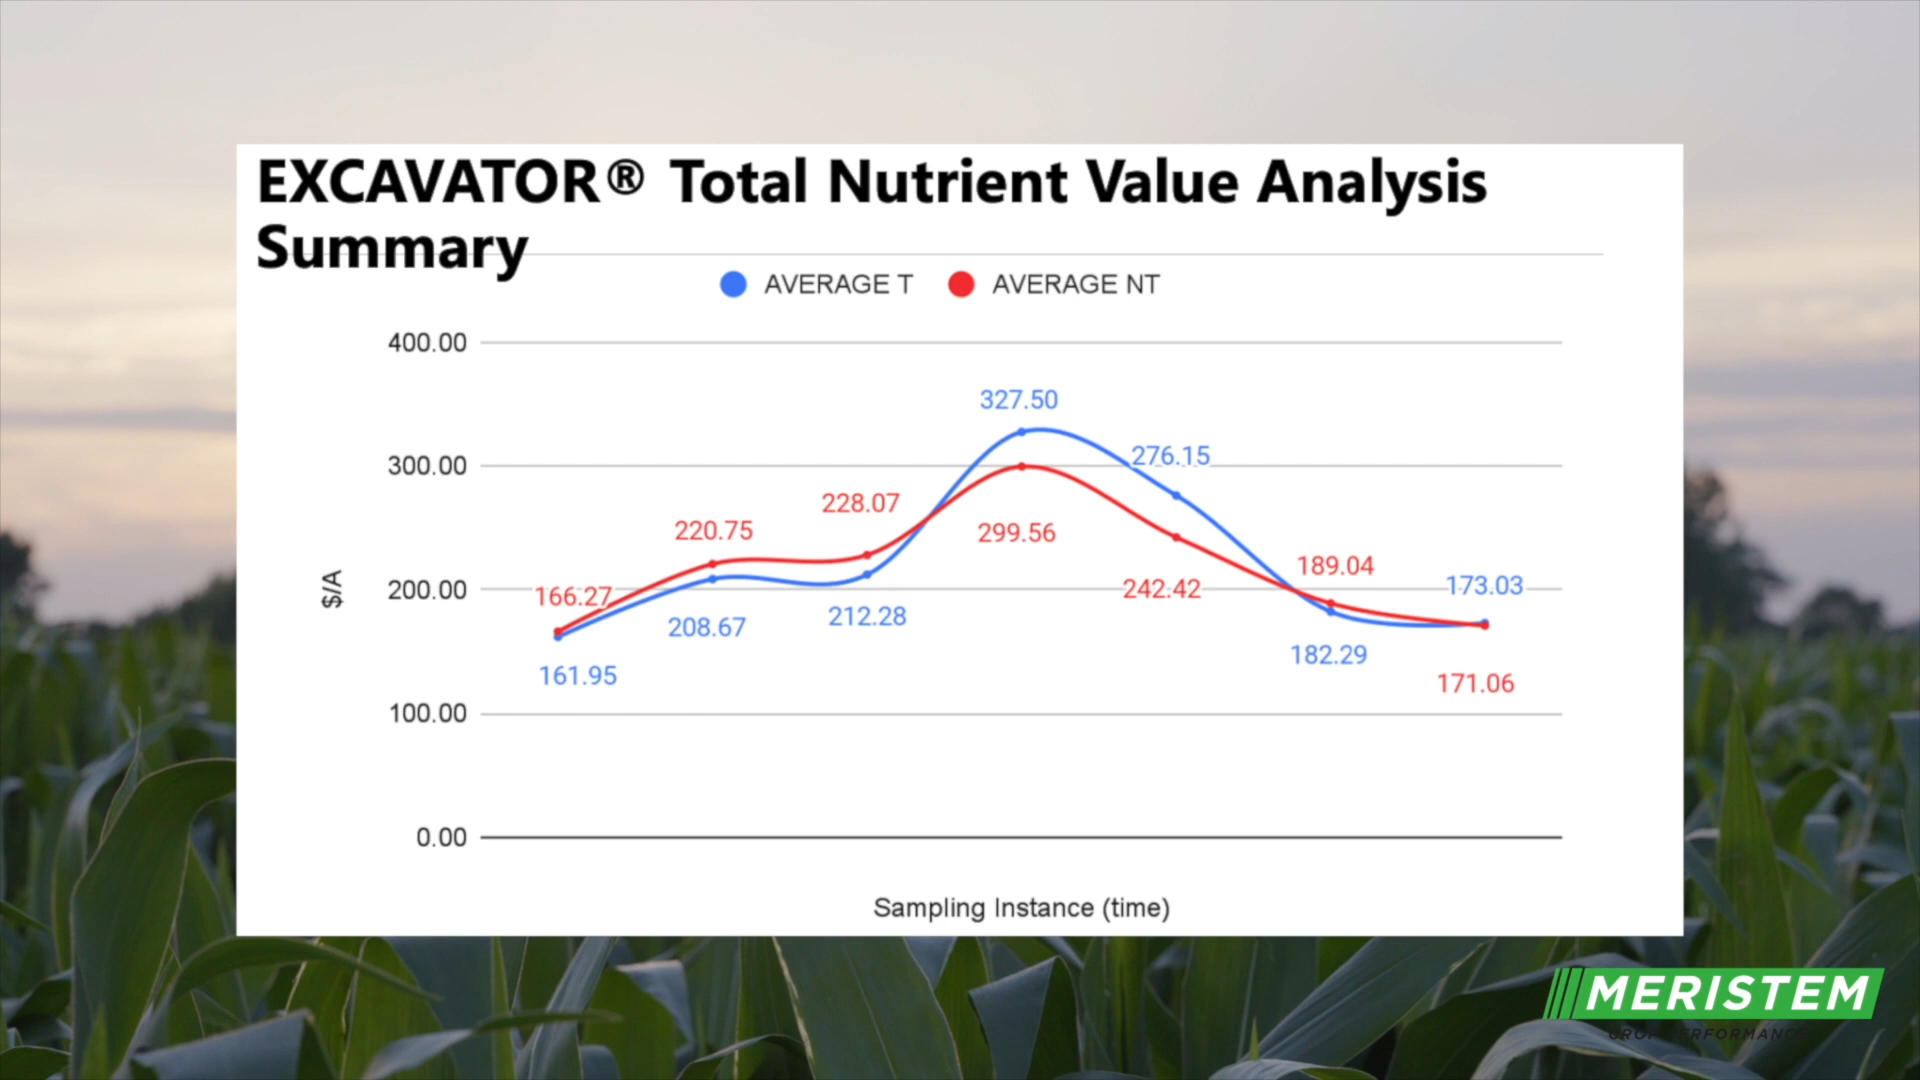 EXCAVATOR® Total Nutrient Value Analysis
Summary
AVERAGE T
AVERAGE NT
400.00
327.50
276.15
300.00
228.07
220.75
299.56
189.04
173.03
$/A
200.00
166.27
242.42
212.28
208.67
182.29
161.95
171.06
100.00
0.00
Sampling Instance (time)
MERISTEM
CROP PERFORMANCE